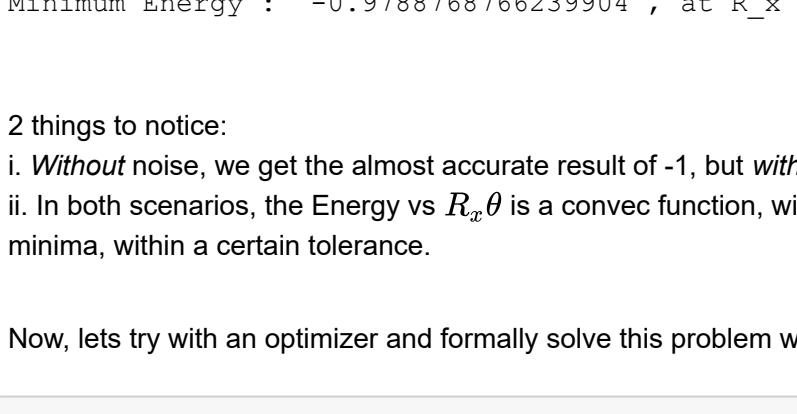 Minimum Energy : -0.9788768766239904 , at R_x
2 things to notice:
i. Without noise, we get the almost accurate result of -1, but with
ii. In both scenarios, the Energy vs R_xθ is a convec function, wi
minima, within a certain tolerance.
Now, lets try with an optimizer and formally solve this problem w